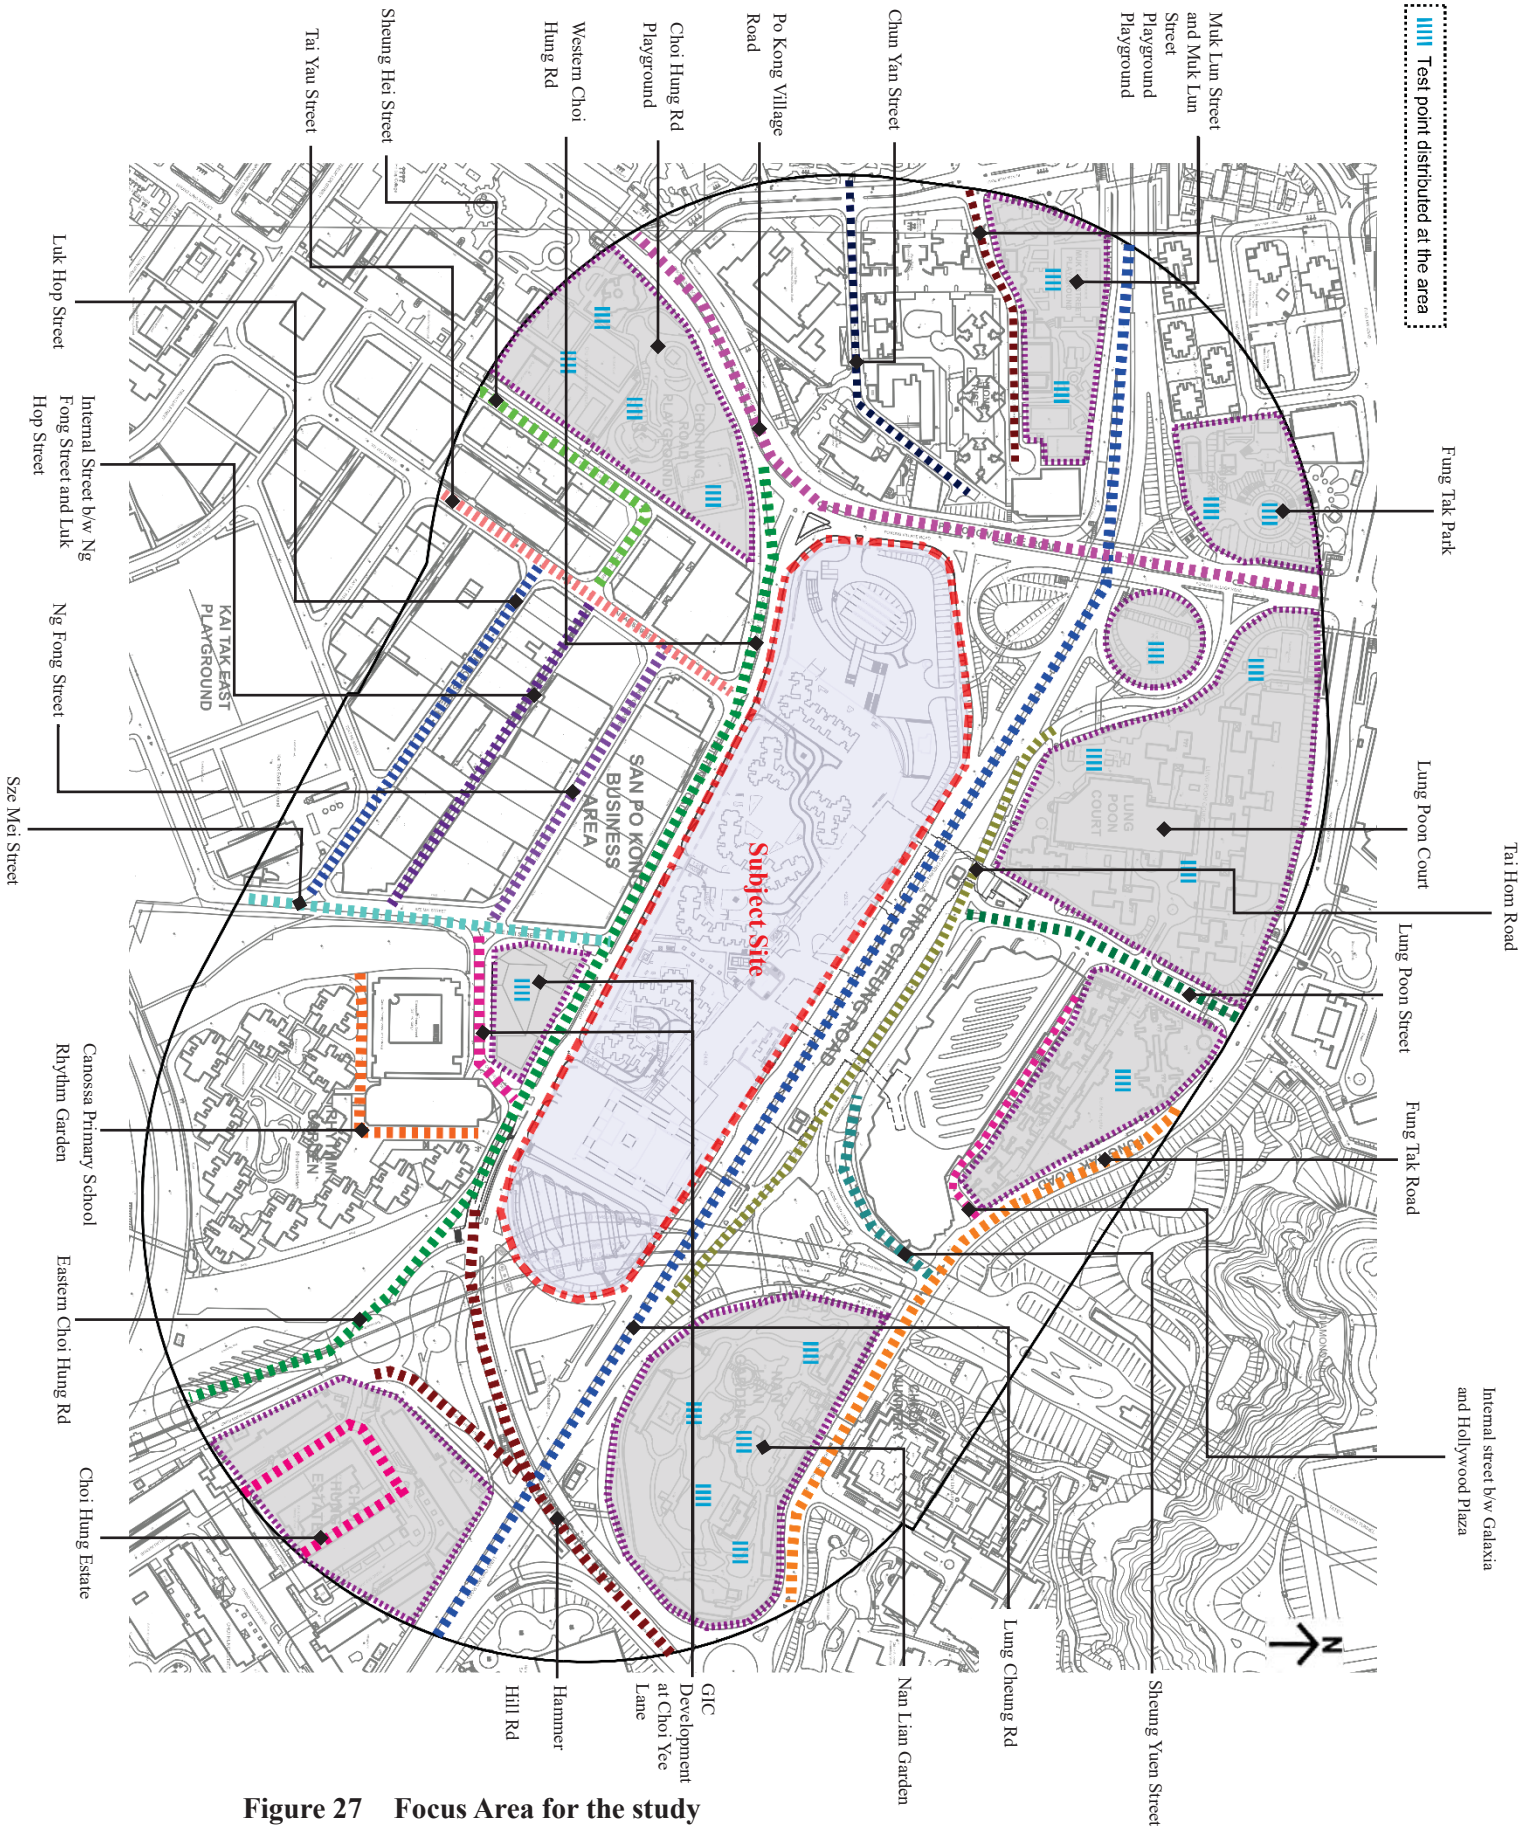 Test point distributed at the area
Muk Lun Street
and Muk Lun
Street
Playground
Playground
Chun Yan Street
Po Kong Village
Road
Choi Hung Rd
Playground
Western Choi
Hung Rd
Sheung Hei Street
Tai Yau Street
Luk Hop Street
Internal Street b/w Ng
Fong Street and Luk
Hop Street
Ng Fong Street
Sze Mei Street
Canossa Primary School
Rhythm Garden
Eastern Choi Hung Rd
Choi Hung Estate
Fung Tak Park
Lung Poon Court
Tai Hom Road
Lung Poon Street
Fung Tak Road
Internal street b/w Galaxia
and Hollywood Plaza
Sheung Yuen Street
Lung Cheung Rd
Nan Lian Garden
GIC
Development
at Choi Yee
Lane
Hammer
Hill Rd
Subject Site
SAN PO KONG
BUSINESS
AREA
KAI TAK EAST
PLAYGROUND
LUNG CHEUNG ROAD
LUNG
POON
COURT
RHYTHM
GARDEN
CHOI
HUNG
ESTATE
N
Figure 27 Focus Area for the study